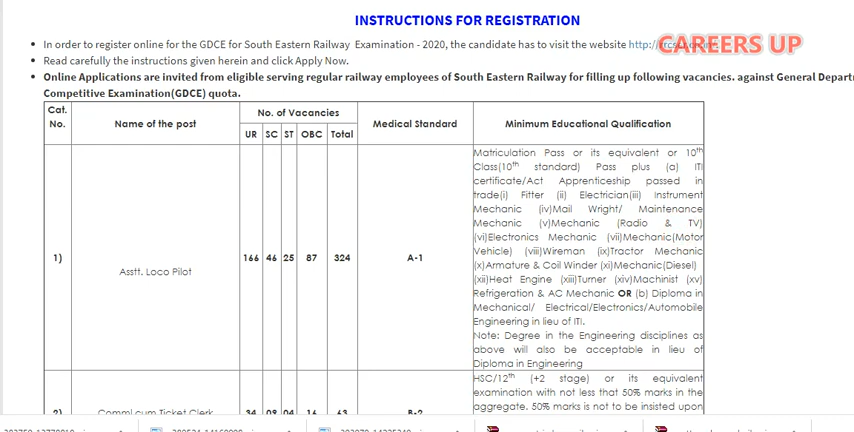 INSTRUCTIONS FOR REGISTRATION
In order to register online for the GDCE for South Eastern Railway Examination - 2020, the candidate has to visit the website http://
CAREERS UP
Read carefully the instructions given herein and click Apply Now.
Online Applications are invited from eligible serving regular railway employees of South Eastern Railway for filling up following vacancies. against General Depart
Competitive Examination(GDCE) quota.
Cat. No.
Name of the post
No. of Vacancies
UR SC ST OBC Total
Medical Standard
Minimum Educational Qualification
1)
Asstt. Loco Pilot
166 46 25 87 324
A-1
Matriculation Pass or its equivalent or 10th
Class(10th standard) Pass plus (a) ITI
certificate/Act Apprenticeship passed in
trade(i) Fitter (ii) Electrician(iii) Instrument
Mechanic (iv)Mail Wright/ Maintenance
Mechanic (v)Mechanic (Radio & TV)
(vi)Electronics Mechanic (vii)Mechanic(Motor
Vehicle) (viii)Wireman (ix)Tractor Mechanic
(x)Armature & Coil Winder (xi)Mechanic(Diesel)
(xii)Heat Engine (xiii)Turner (xiv)Machinist (xv)
Refrigeration & AC Mechanic OR (b) Diploma in
Mechanical/ Electrical/Electronics/Automobile
Engineering in lieu of ITI.
Note: Degree in the Engineering disciplines as
above will also be acceptable in lieu of
Diploma in Engineering
2)
Comml cum Ticket Clerk
34 09 04 16 63
B-2
HSC/12th (+2 stage) or its equivalent
examination with not less that 50% marks in the
aggregate. 50% marks is not to be insisted upon